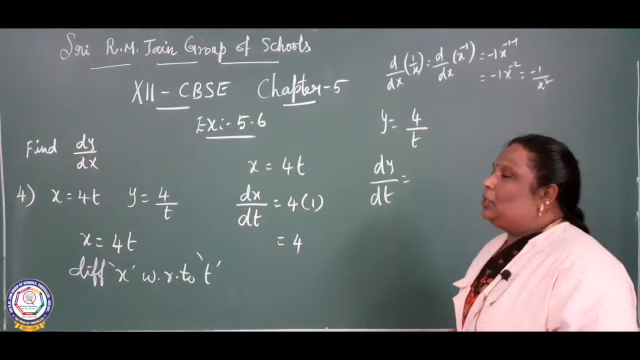 Sri R.M. Jain Group of Schools
XII - CBSE Chapter-5
Exi-5.6
Find dy/dx
4) x = 4t y = 4/t
x = 4t
diff 'x' w.r.to 't'
x = 4t
dx/dt = 4(1)
= 4
d/dx (1/x) = d/dx (x⁻¹) = -1x⁻¹⁻¹
= -1x⁻² = -1/x²
y = 4/t
dy/dt =